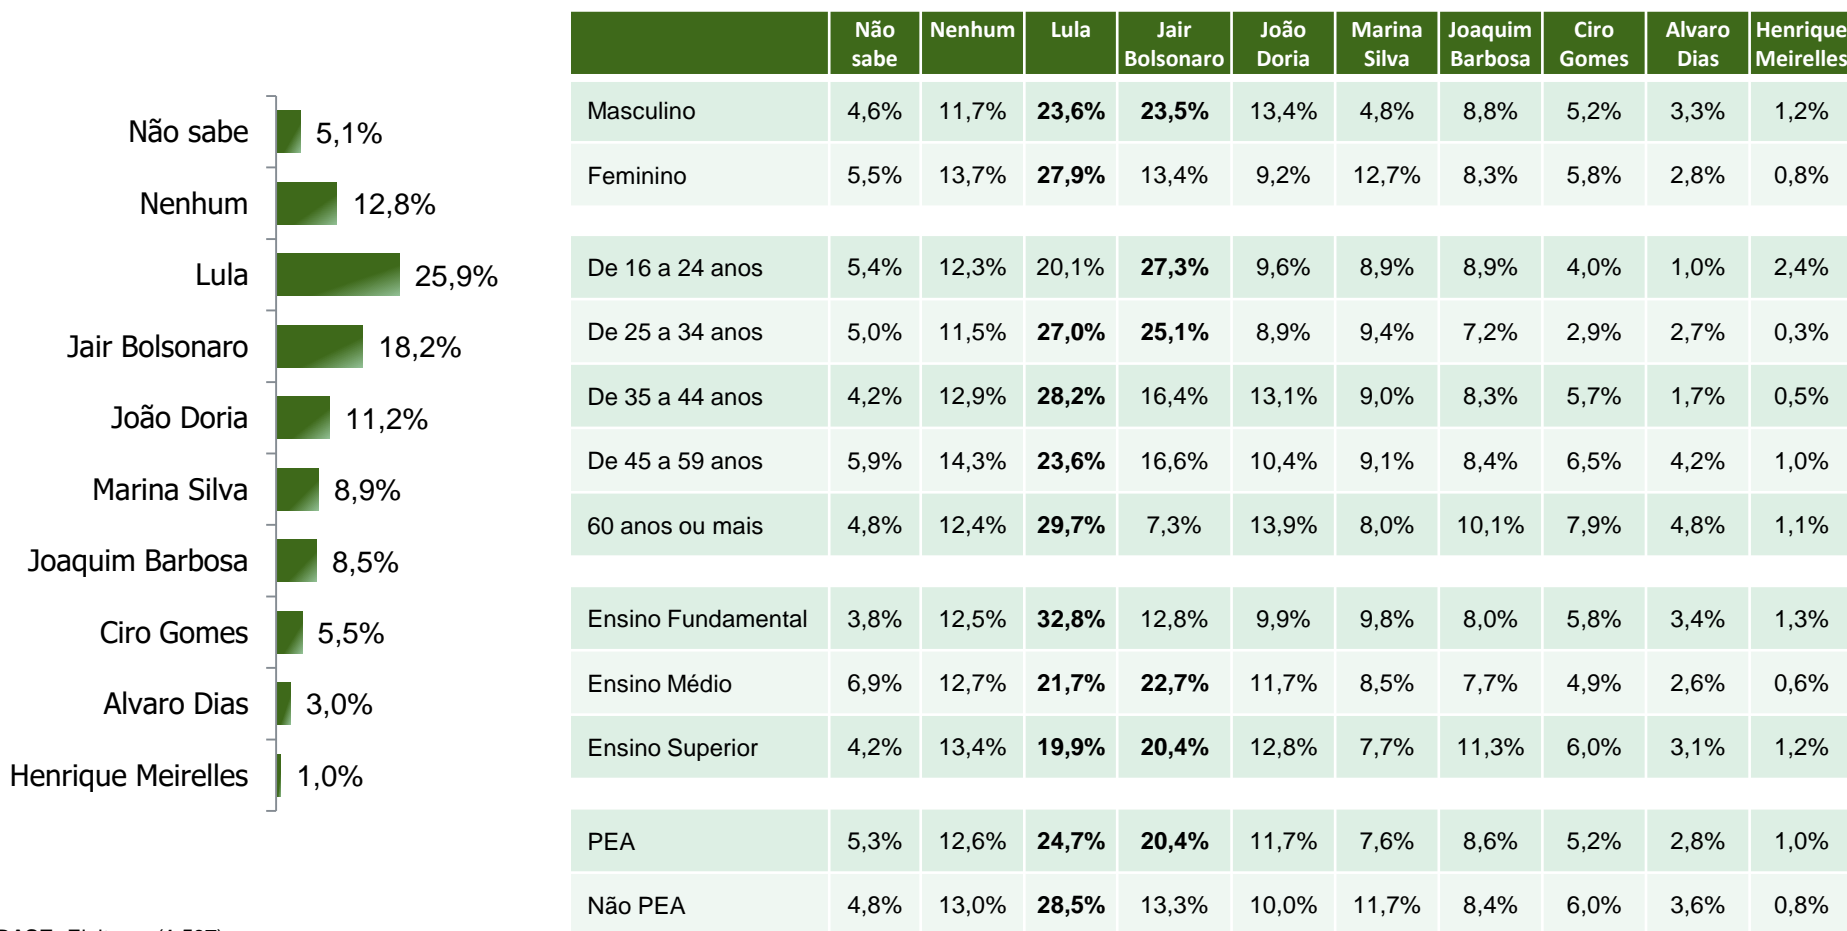 Não sabe 5,1%
Nenhum 12,8%
Lula 25,9%
Jair Bolsonaro 18,2%
João Doria 11,2%
Marina Silva 8,9%
Joaquim Barbosa 8,5%
Ciro Gomes 5,5%
Alvaro Dias 3,0%
Henrique Meirelles 1,0%
Não sabe Nenhum Lula Jair Bolsonaro João Doria Marina Silva Joaquim Barbosa Ciro Gomes Alvaro Dias Henrique Meirelles
Masculino 4,6% 11,7% 23,6% 23,5% 13,4% 4,8% 8,8% 5,2% 3,3% 1,2%
Feminino 5,5% 13,7% 27,9% 13,4% 9,2% 12,7% 8,3% 5,8% 2,8% 0,8%
De 16 a 24 anos 5,4% 12,3% 20,1% 27,3% 9,6% 8,9% 8,9% 4,0% 1,0% 2,4%
De 25 a 34 anos 5,0% 11,5% 27,0% 25,1% 8,9% 9,4% 7,2% 2,9% 2,7% 0,3%
De 35 a 44 anos 4,2% 12,9% 28,2% 16,4% 13,1% 9,0% 8,3% 5,7% 1,7% 0,5%
De 45 a 59 anos 5,9% 14,3% 23,6% 16,6% 10,4% 9,1% 8,4% 6,5% 4,2% 1,0%
60 anos ou mais 4,8% 12,4% 29,7% 7,3% 13,9% 8,0% 10,1% 7,9% 4,8% 1,1%
Ensino Fundamental 3,8% 12,5% 32,8% 12,8% 9,9% 9,8% 8,0% 5,8% 3,4% 1,3%
Ensino Médio 6,9% 12,7% 21,7% 22,7% 11,7% 8,5% 7,7% 4,9% 2,6% 0,6%
Ensino Superior 4,2% 13,4% 19,9% 20,4% 12,8% 7,7% 11,3% 6,0% 3,1% 1,2%
PEA 5,3% 12,6% 24,7% 20,4% 11,7% 7,6% 8,6% 5,2% 2,8% 1,0%
Não PEA 4,8% 13,0% 28,5% 13,3% 10,0% 11,7% 8,4% 6,0% 3,6% 0,8%